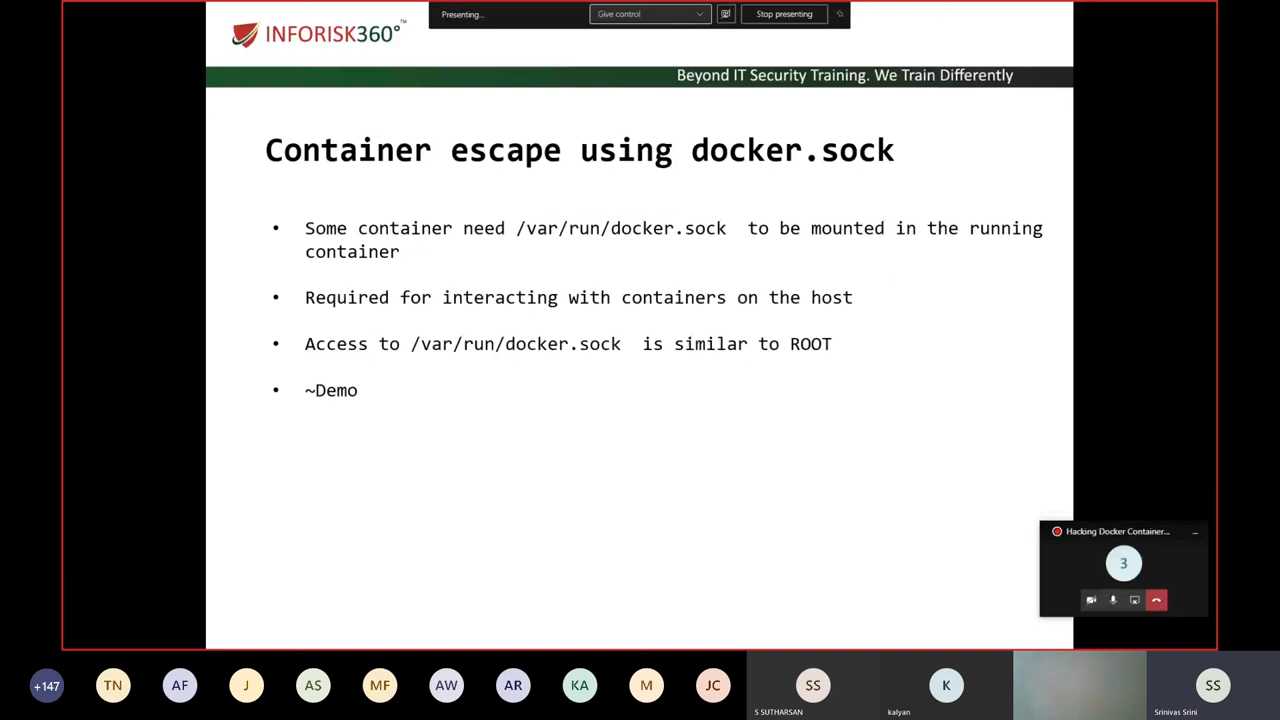 Presenting...
Give control
Stop presenting
INFORISK360°™
Beyond IT Security Training. We Train Differently
Container escape using docker.sock
• Some container need /var/run/docker.sock to be mounted in the running
container
• Required for interacting with containers on the host
• Access to /var/run/docker.sock is similar to ROOT
• ~Demo
Hacking Docker Container...
3
+147
TN
AF
J
AS
MF
AW
AR
KA
M
JC
SS
S SUTHARSAN
K
kalyan
SS
Srinivas Srini